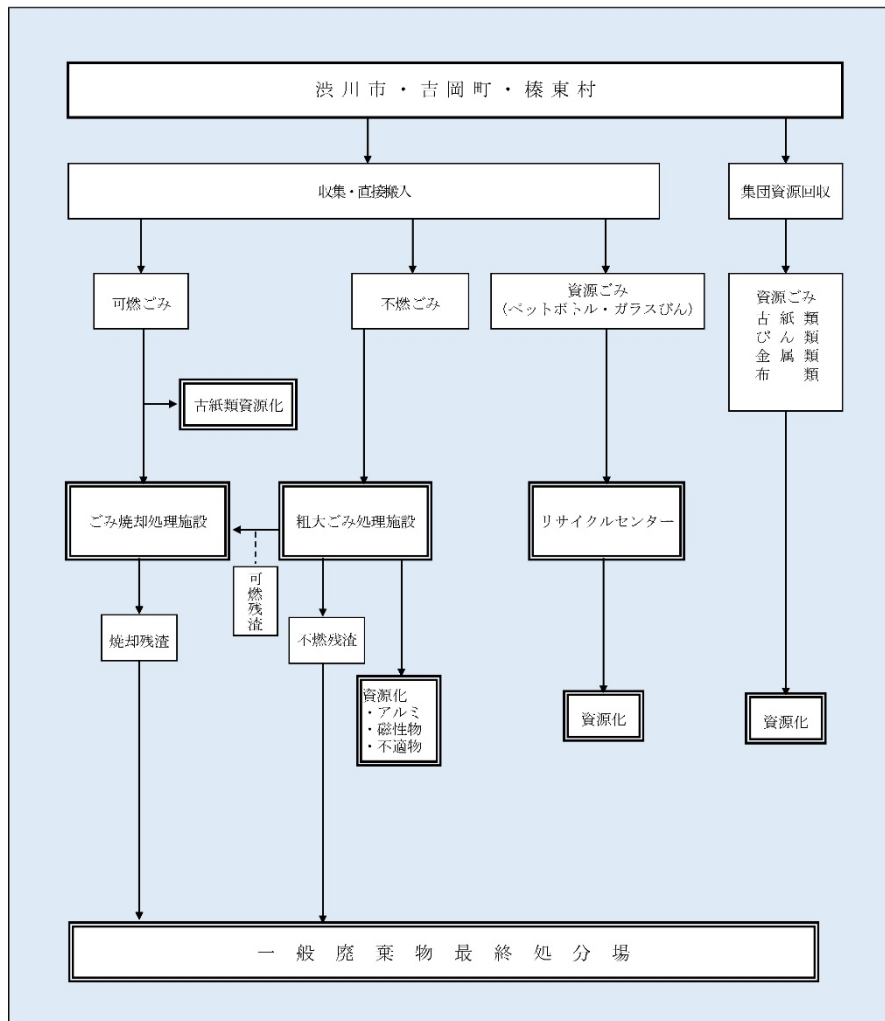 渋川市・吉岡町・榛東村
収集・直接搬入
集団資源回収
可燃ごみ
不燃ごみ
資源ごみ
(ペットボトル・ガラスびん)
資源ごみ
古紙類
びん類
金属類
布類
古紙類資源化
ごみ焼却処理施設
粗大ごみ処理施設
リサイクルセンター
可燃残渣
焼却残渣
不燃残渣
資源化
・アルミ
・磁性物
・不適物
資源化
資源化
一般廃棄物最終処分場